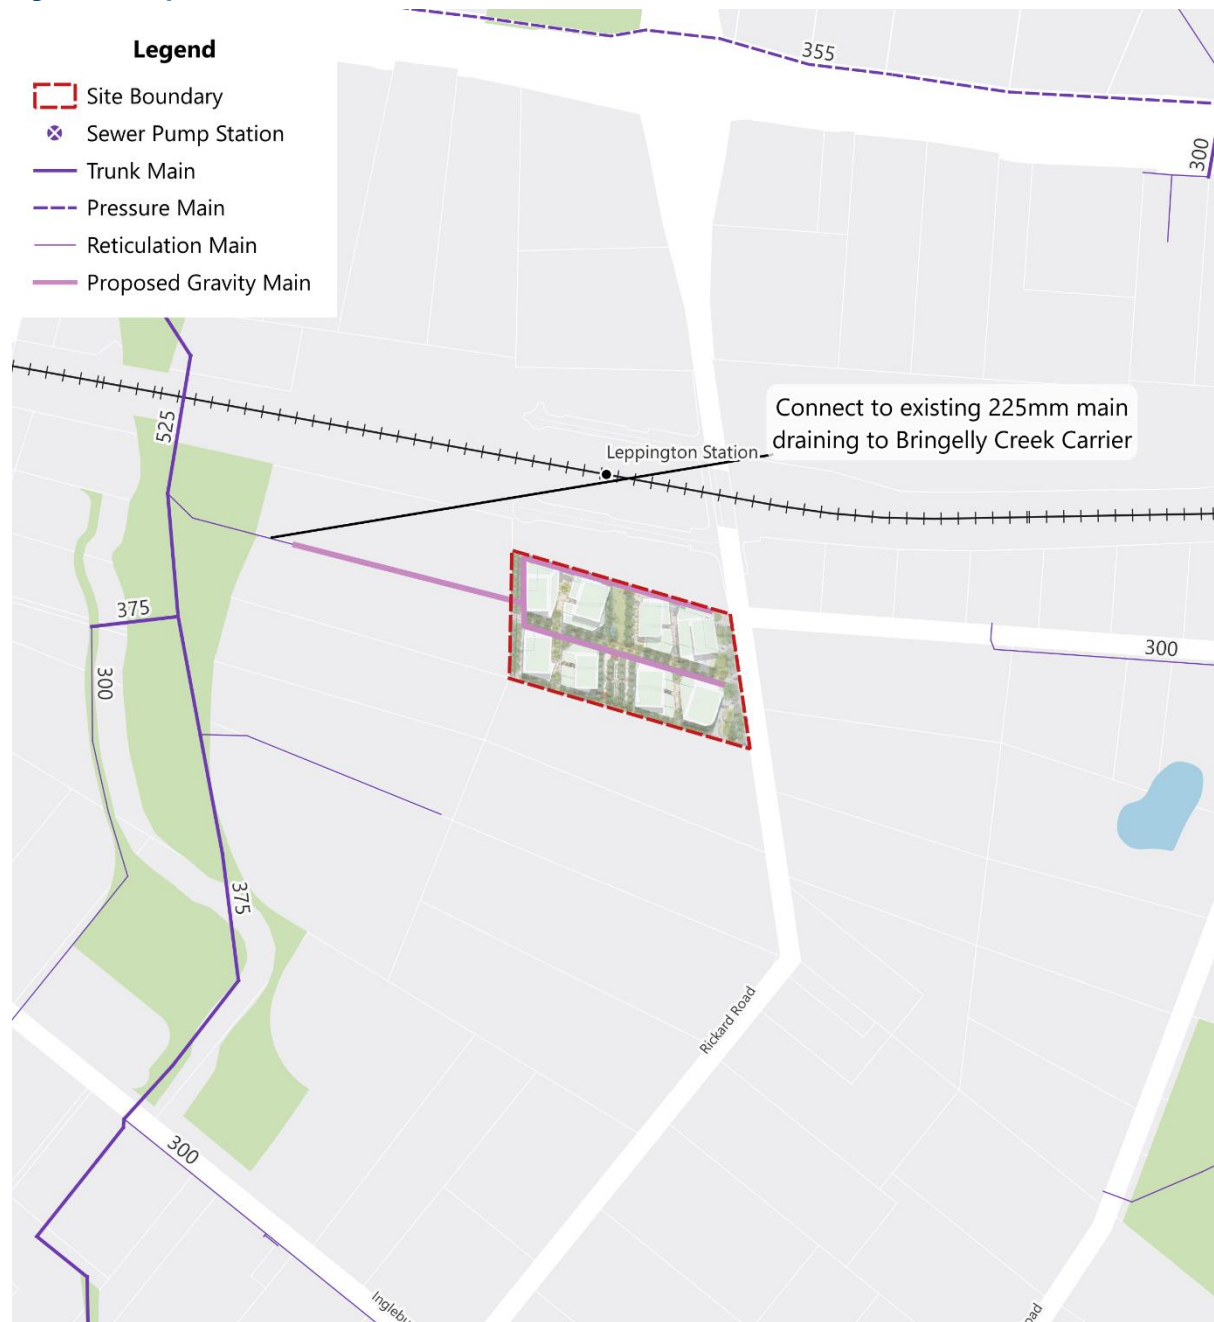 Legend
Site Boundary
Sewer Pump Station
Trunk Main
Pressure Main
Reticulation Main
Proposed Gravity Main
355
300
Connect to existing 225mm main
draining to Bringelly Creek Carrier
Leppington Station
525
375
300
300
375
Rickard Road
300